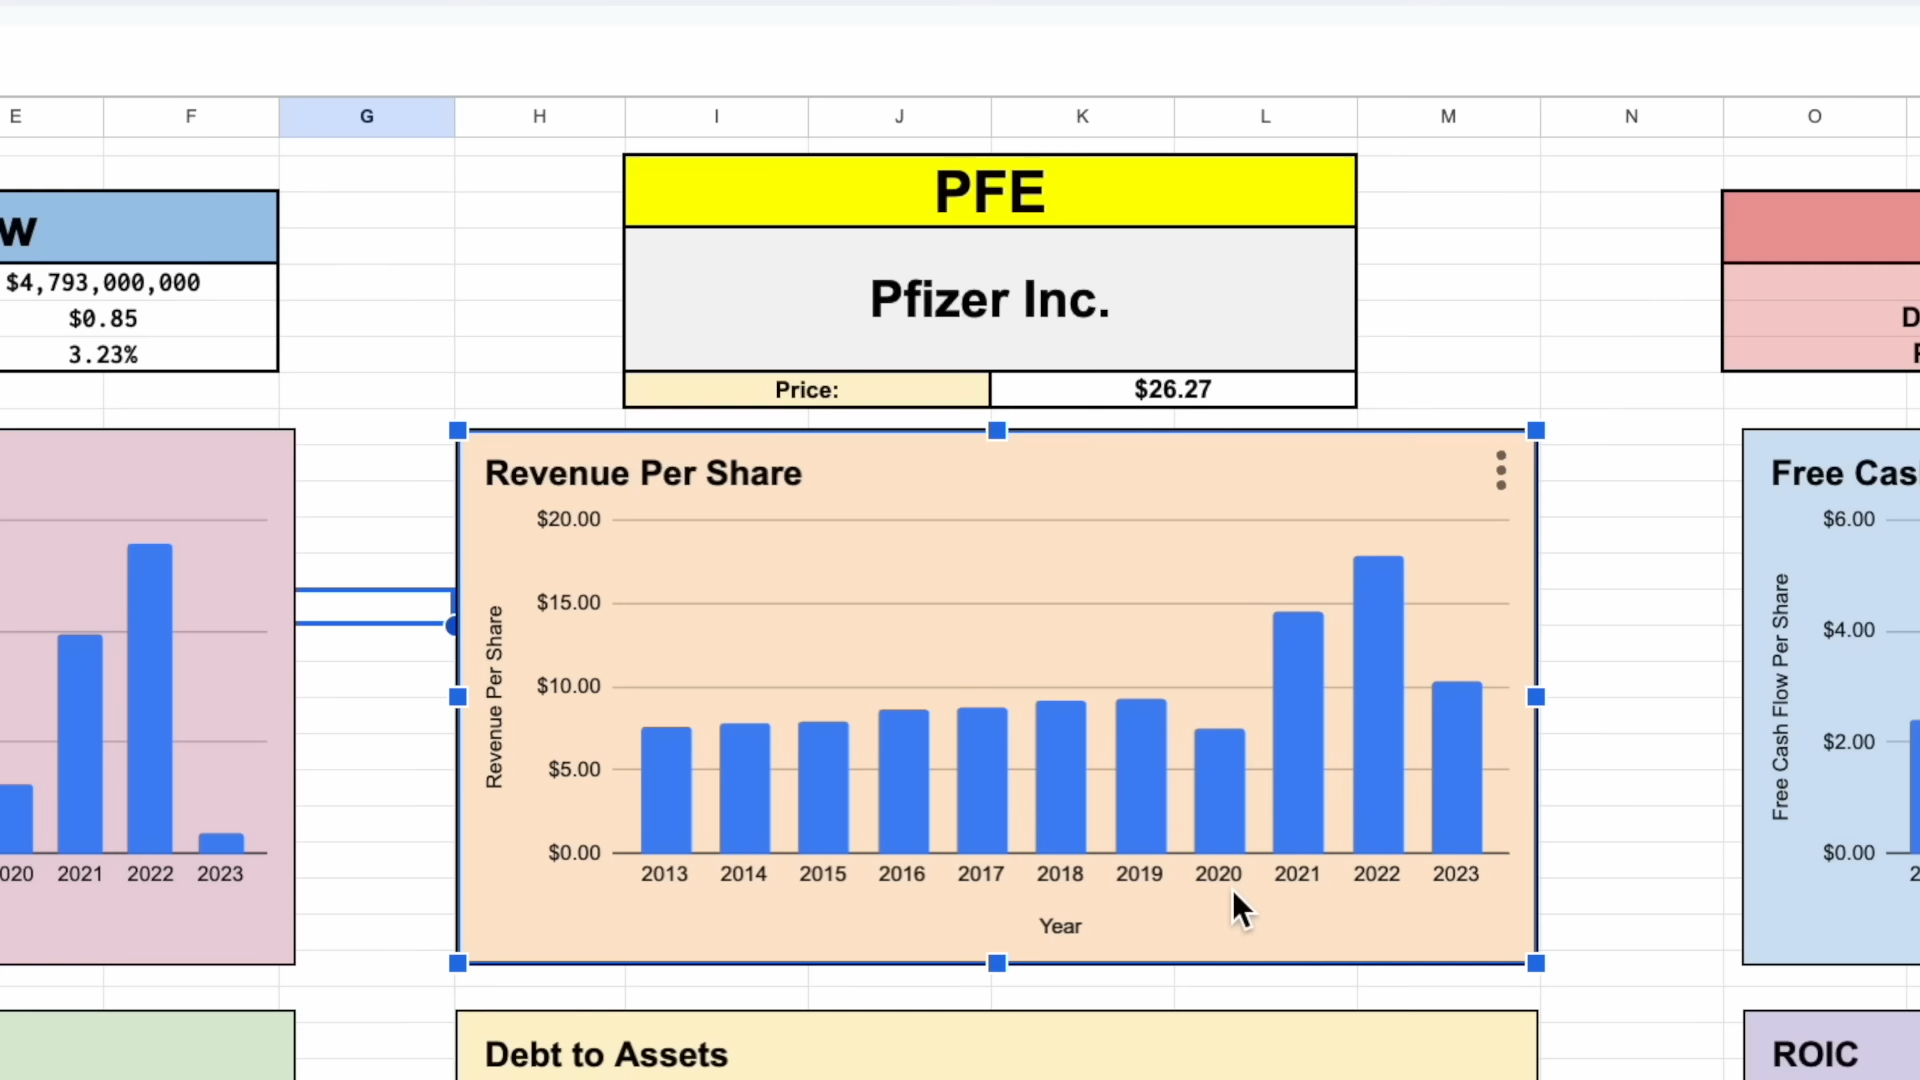 E F G H I J K L M N O
PFE
w
$4,793,000,000
$0.85
3.23%
Pfizer Inc.
Price: $26.27
D
2020 2021 2022 2023
Revenue Per Share
$20.00
$15.00
$10.00
$5.00
$0.00
Revenue Per Share
2013 2014 2015 2016 2017 2018 2019 2020 2021 2022 2023
Year
Free Cas
$6.00
$4.00
$2.00
$0.00
Free Cash Flow Per Share
2
Debt to Assets
ROIC